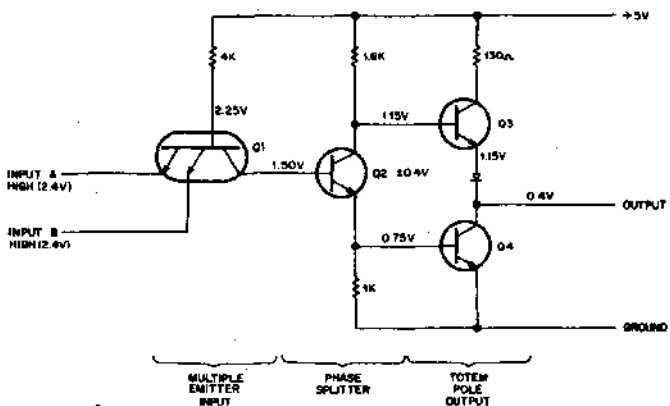 +5V
4K
1.6K
130Ω
2.25V
1.15V
Q3
Q1
1.15V
INPUT A
HIGH (2.4V)
1.50V
Q2
≤0.4V
0.4V
OUTPUT
INPUT B
HIGH (2.4V)
0.75V
Q4
1K
GROUND
MULTIPLE
EMITTER
INPUT
PHASE
SPLITTER
TOTEM
POLE
OUTPUT